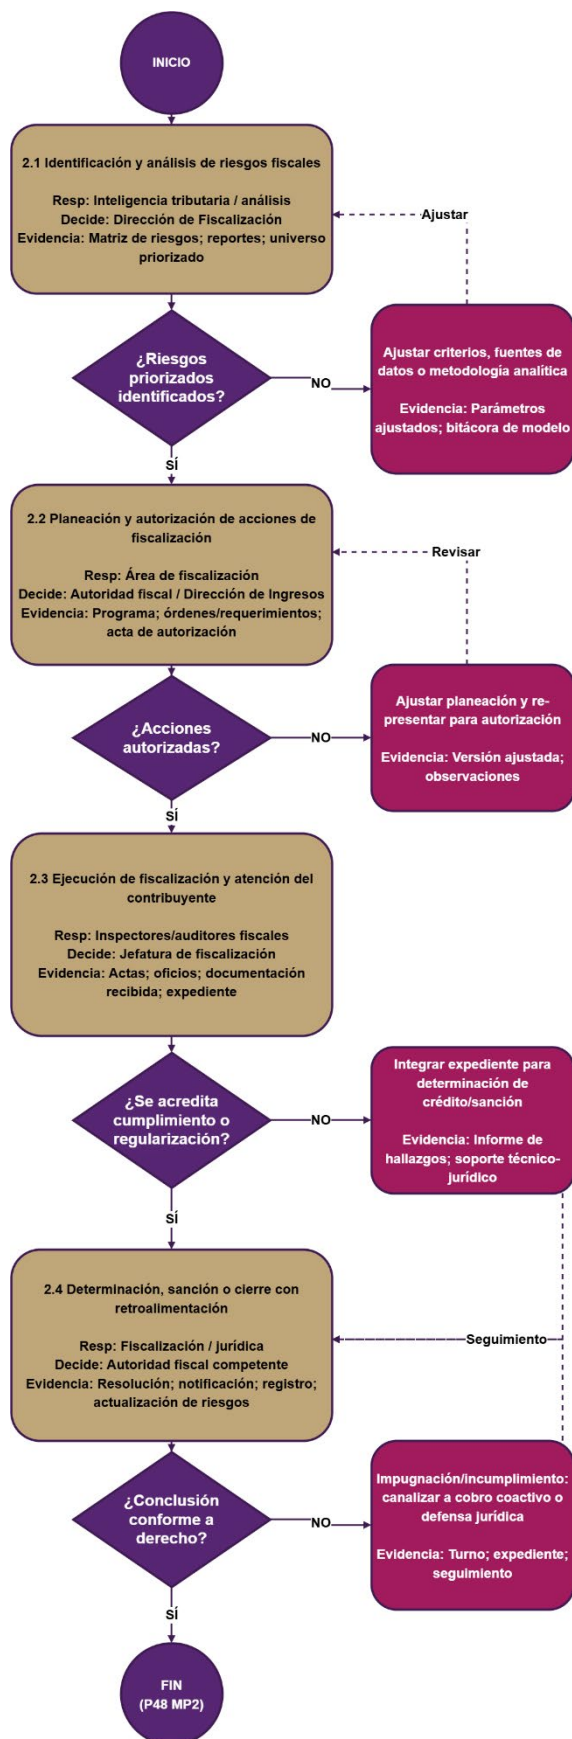 INICIO
2.1 Identificación y análisis de riesgos fiscales
Resp: Inteligencia tributaria / análisis
Decide: Dirección de Fiscalización
Evidencia: Matriz de riesgos; reportes; universo
priorizado
Ajustar
¿Riesgos
priorizados
identificados?
NO
Ajustar criterios, fuentes de
datos o metodología analítica
Evidencia: Parámetros
ajustados; bitácora de modelo
SÍ
2.2 Planeación y autorización de acciones de
fiscalización
Resp: Área de fiscalización
Decide: Autoridad fiscal / Dirección de Ingresos
Evidencia: Programa; órdenes/requerimientos;
acta de autorización
Revisar
¿Acciones
autorizadas?
NO
Ajustar planeación y re-
presentar para autorización
Evidencia: Versión ajustada;
observaciones
SÍ
2.3 Ejecución de fiscalización y atención del
contribuyente
Resp: Inspectores/auditores fiscales
Decide: Jefatura de fiscalización
Evidencia: Actas; oficios; documentación
recibida; expediente
¿Se acredita
cumplimiento o
regularización?
NO
Integrar expediente para
determinación de
crédito/sanción
Evidencia: Informe de
hallazgos; soporte técnico-
jurídico
SÍ
2.4 Determinación, sanción o cierre con
retroalimentación
Resp: Fiscalización / jurídica
Decide: Autoridad fiscal competente
Evidencia: Resolución; notificación; registro;
actualización de riesgos
Seguimiento
¿Conclusión
conforme a
derecho?
NO
Impugnación/incumplimiento:
canalizar a cobro coactivo o
defensa jurídica
Evidencia: Turno; expediente;
seguimiento
SÍ
FIN
(P48 MP2)